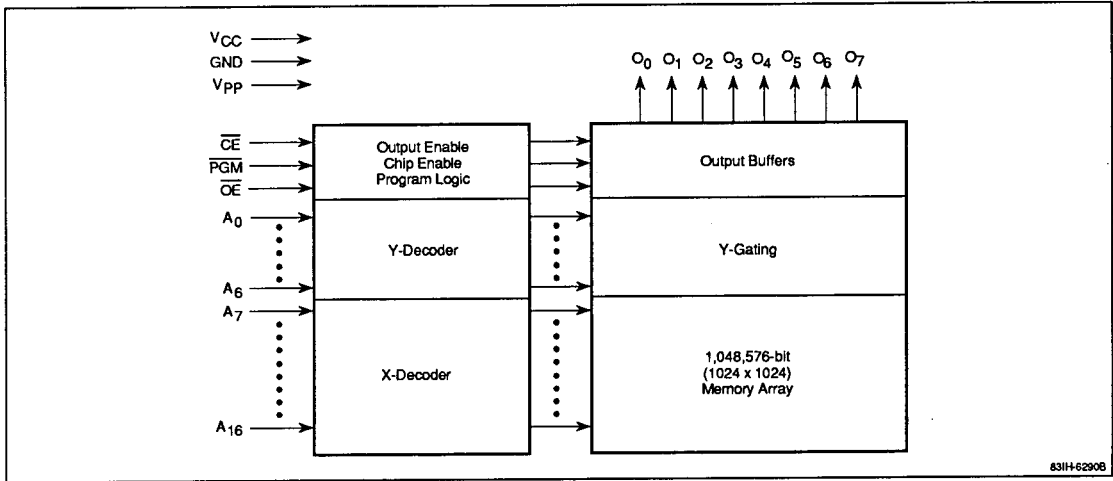 VCC
GND
VPP
O0 O1 O2 O3 O4 O5 O6 O7
CE
PGM
OE
Output Enable
Chip Enable
Program Logic
Output Buffers
A0
A6
Y-Decoder
Y-Gating
A7
A16
X-Decoder
1,048,576-bit
(1024 x 1024)
Memory Array
83IH-6290B